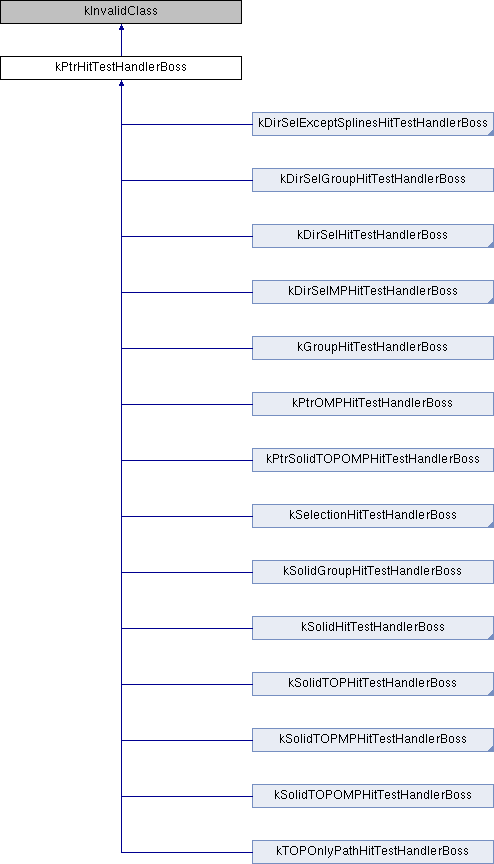 kInvalidClass
kPtrHitTestHandlerBoss
kDirSelExceptSplinesHitTestHandlerBoss
kDirSelGroupHitTestHandlerBoss
kDirSelHitTestHandlerBoss
kDirSelMPHitTestHandlerBoss
kGroupHitTestHandlerBoss
kPtrOMPHitTestHandlerBoss
kPtrSolidTOPOMPHitTestHandlerBoss
kSelectionHitTestHandlerBoss
kSolidGroupHitTestHandlerBoss
kSolidHitTestHandlerBoss
kSolidTOPHitTestHandlerBoss
kSolidTOPMPHitTestHandlerBoss
kSolidTOPOMPHitTestHandlerBoss
kTOPOnlyPathHitTestHandlerBoss